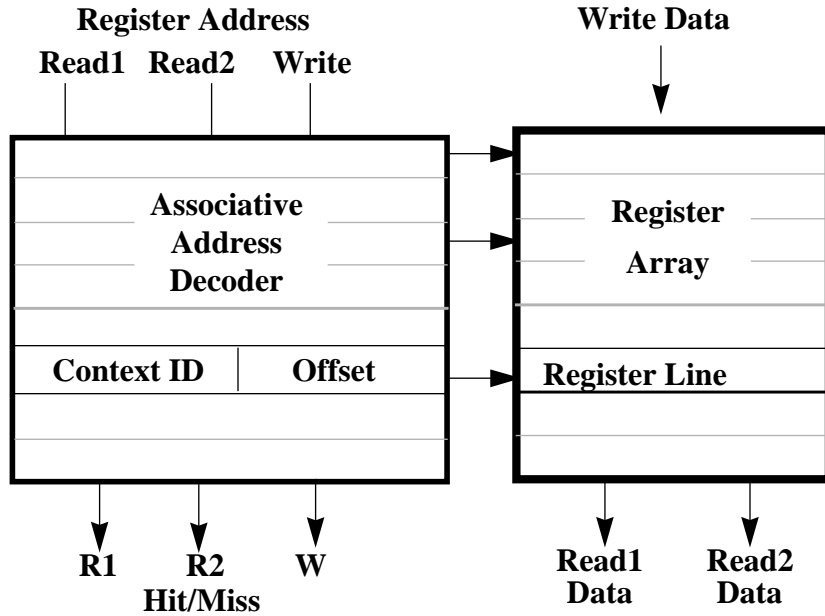 Register Address
Read1 Read2 Write
Write Data
Associative
Address
Decoder
Register
Array
Context ID Offset
Register Line
R1 R2 W
Hit/Miss
Read1 Read2
Data Data